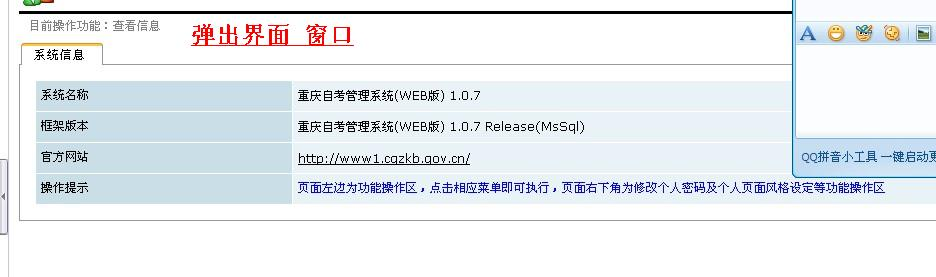 目前操作功能：查看信息
弹出界面 窗口
系统信息
系统名称 重庆自考管理系统(WEB版) 1.0.7
框架版本 重庆自考管理系统(WEB版) 1.0.7 Release(MsSql)
官方网站 http://www1.cqzkb.gov.cn/
操作提示 页面左边为功能操作区，点击相应菜单即可执行，页面右下角为修改个人密码及个人页面风格设定等功能操作区
A
QQ拼音小工具 一键启动更